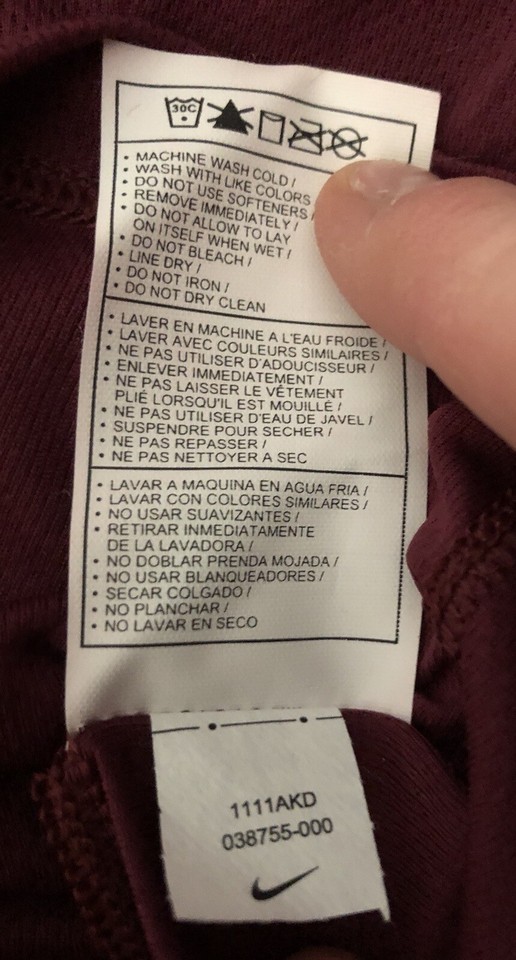 30C
• MACHINE WASH COLD /
• WASH WITH LIKE COLORS
• DO NOT USE SOFTENERS /
• REMOVE IMMEDIATELY /
• DO NOT ALLOW TO LAY
ON ITSELF WHEN WET /
• DO NOT BLEACH /
• LINE DRY /
• DO NOT IRON /
• DO NOT DRY CLEAN
• LAVER EN MACHINE A L'EAU FROIDE /
• LAVER AVEC COULEURS SIMILAIRES /
• NE PAS UTILISER D'ADOUCISSEUR /
• ENLEVER IMMEDIATEMENT /
• NE PAS LAISSER LE VÊTEMENT
PLIÉ LORSQU'IL EST MOUILLÉ /
• NE PAS UTILISER D'EAU DE JAVEL /
• SUSPENDRE POUR SECHER /
• NE PAS REPASSER /
• NE PAS NETTOYER A SEC
• LAVAR A MAQUINA EN AGUA FRIA /
• LAVAR CON COLORES SIMILARES /
• NO USAR SUAVIZANTES /
• RETIRAR INMEDIATAMENTE
DE LA LAVADORA /
• NO DOBLAR PRENDA MOJADA /
• NO USAR BLANQUEADORES /
• SECAR COLGADO /
• NO PLANCHAR /
• NO LAVAR EN SECO
1111AKD
038755-000